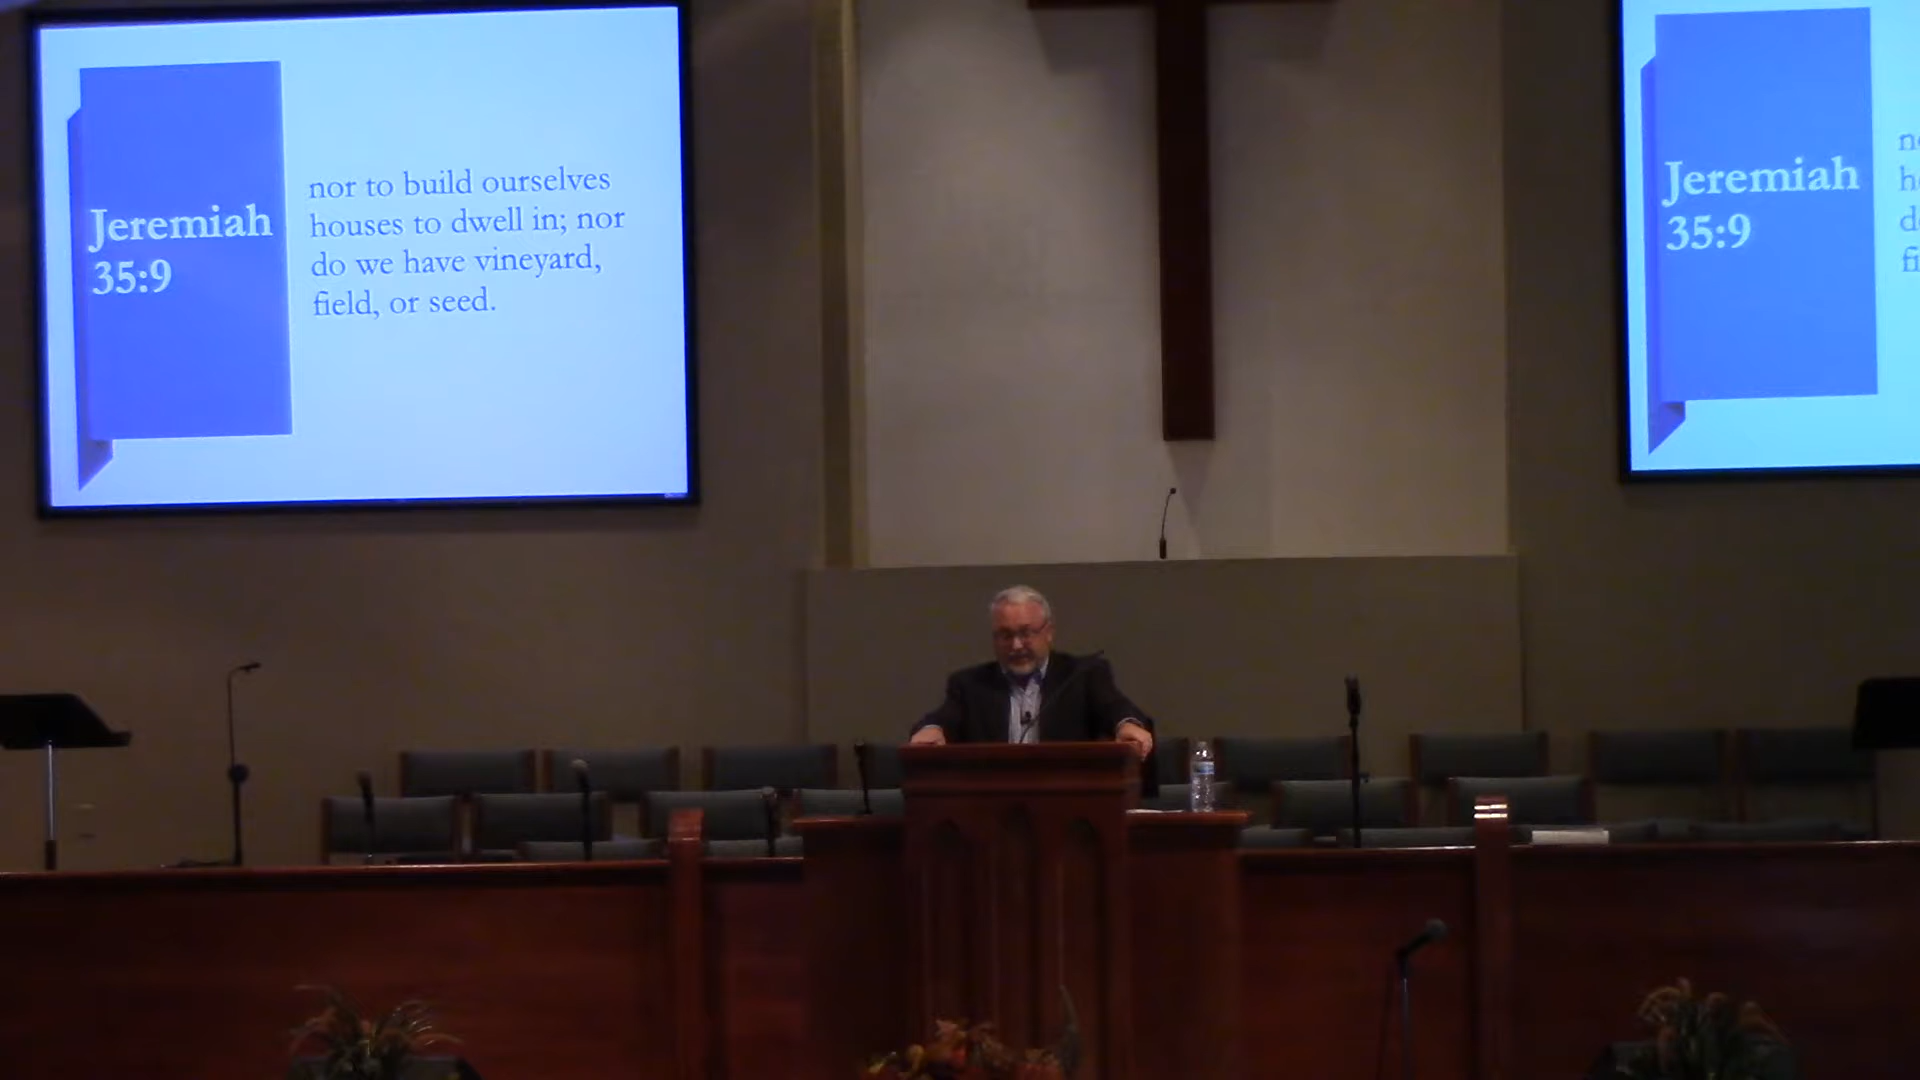 Jeremiah
35:9
nor to build ourselves
houses to dwell in; nor
do we have vineyard,
field, or seed.
Jeremiah
35:9